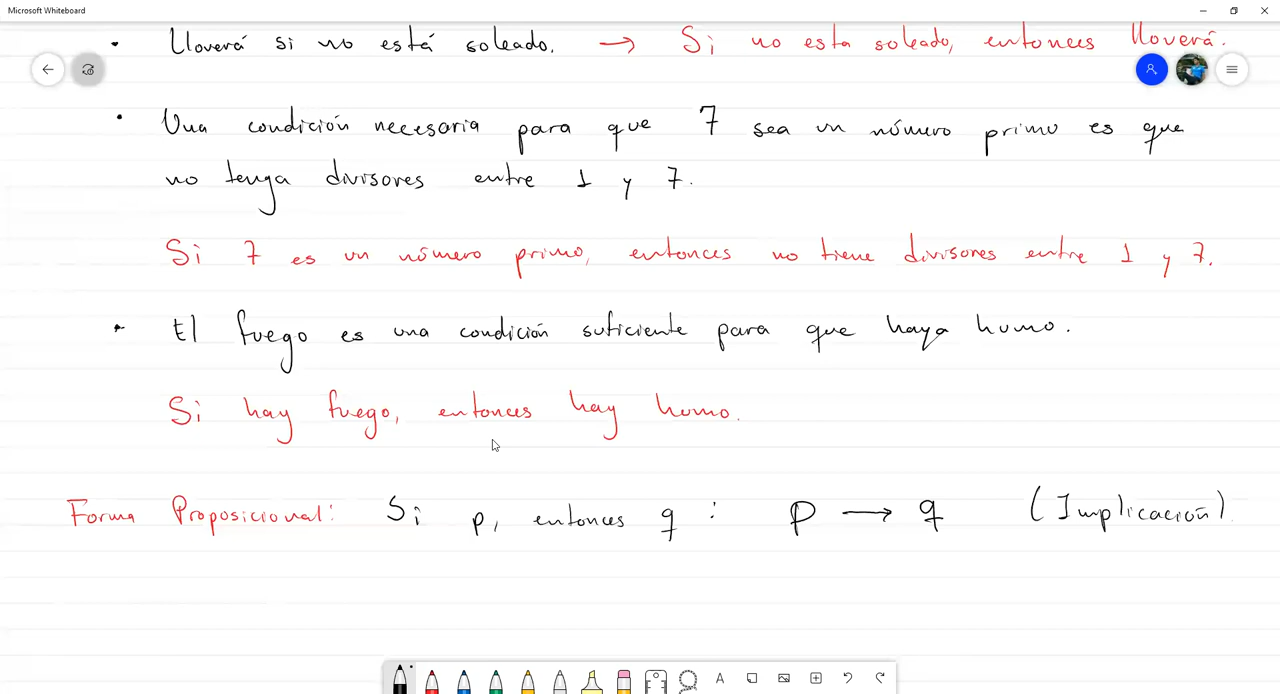 Microsoft Whiteboard
• Lloverá si no está soleado. → Si no esta soleado, entonces lloverá.
• Una condición necesaria para que 7 sea un número primo es que
no tenga divisores entre 1 y 7.
Si 7 es un número primo, entonces no tiene divisores entre 1 y 7.
• El fuego es una condición suficiente para que haya humo.
Si hay fuego, entonces hay humo.
Forma Proposicional: Si p, entonces q : p → q (Implicación).